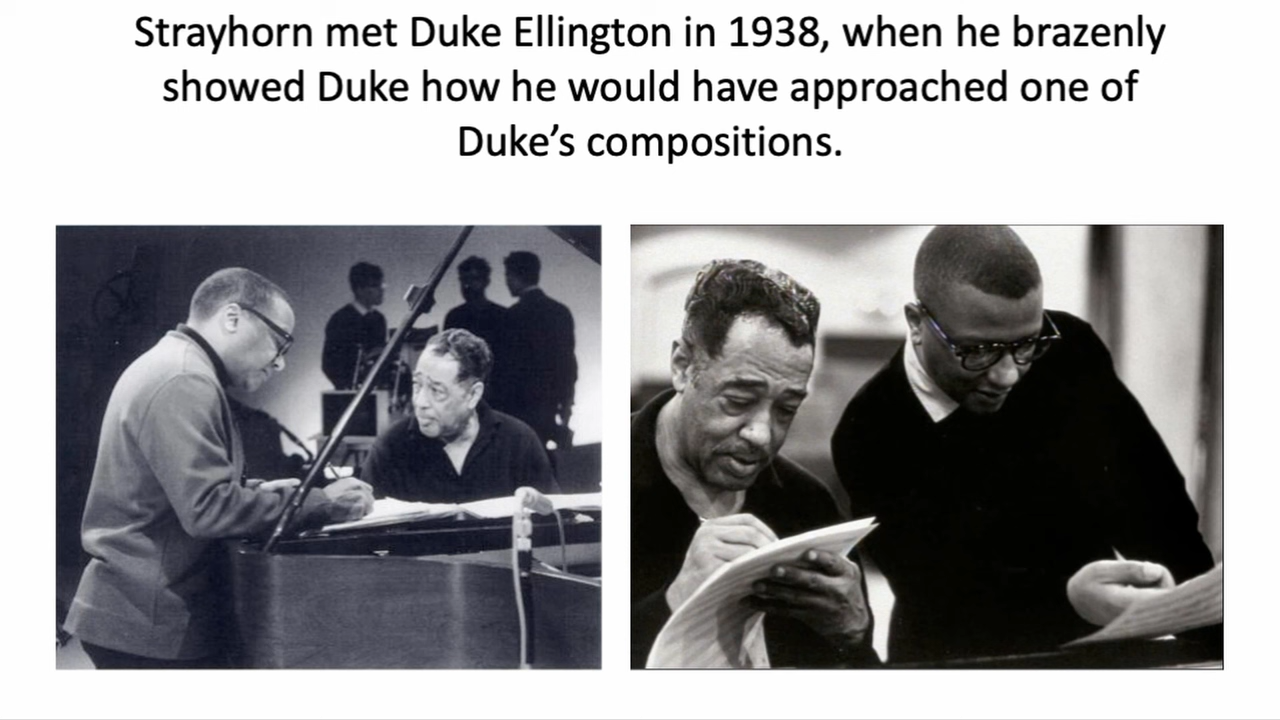 Strayhorn met Duke Ellington in 1938, when he brazenly
showed Duke how he would have approached one of
Duke’s compositions.